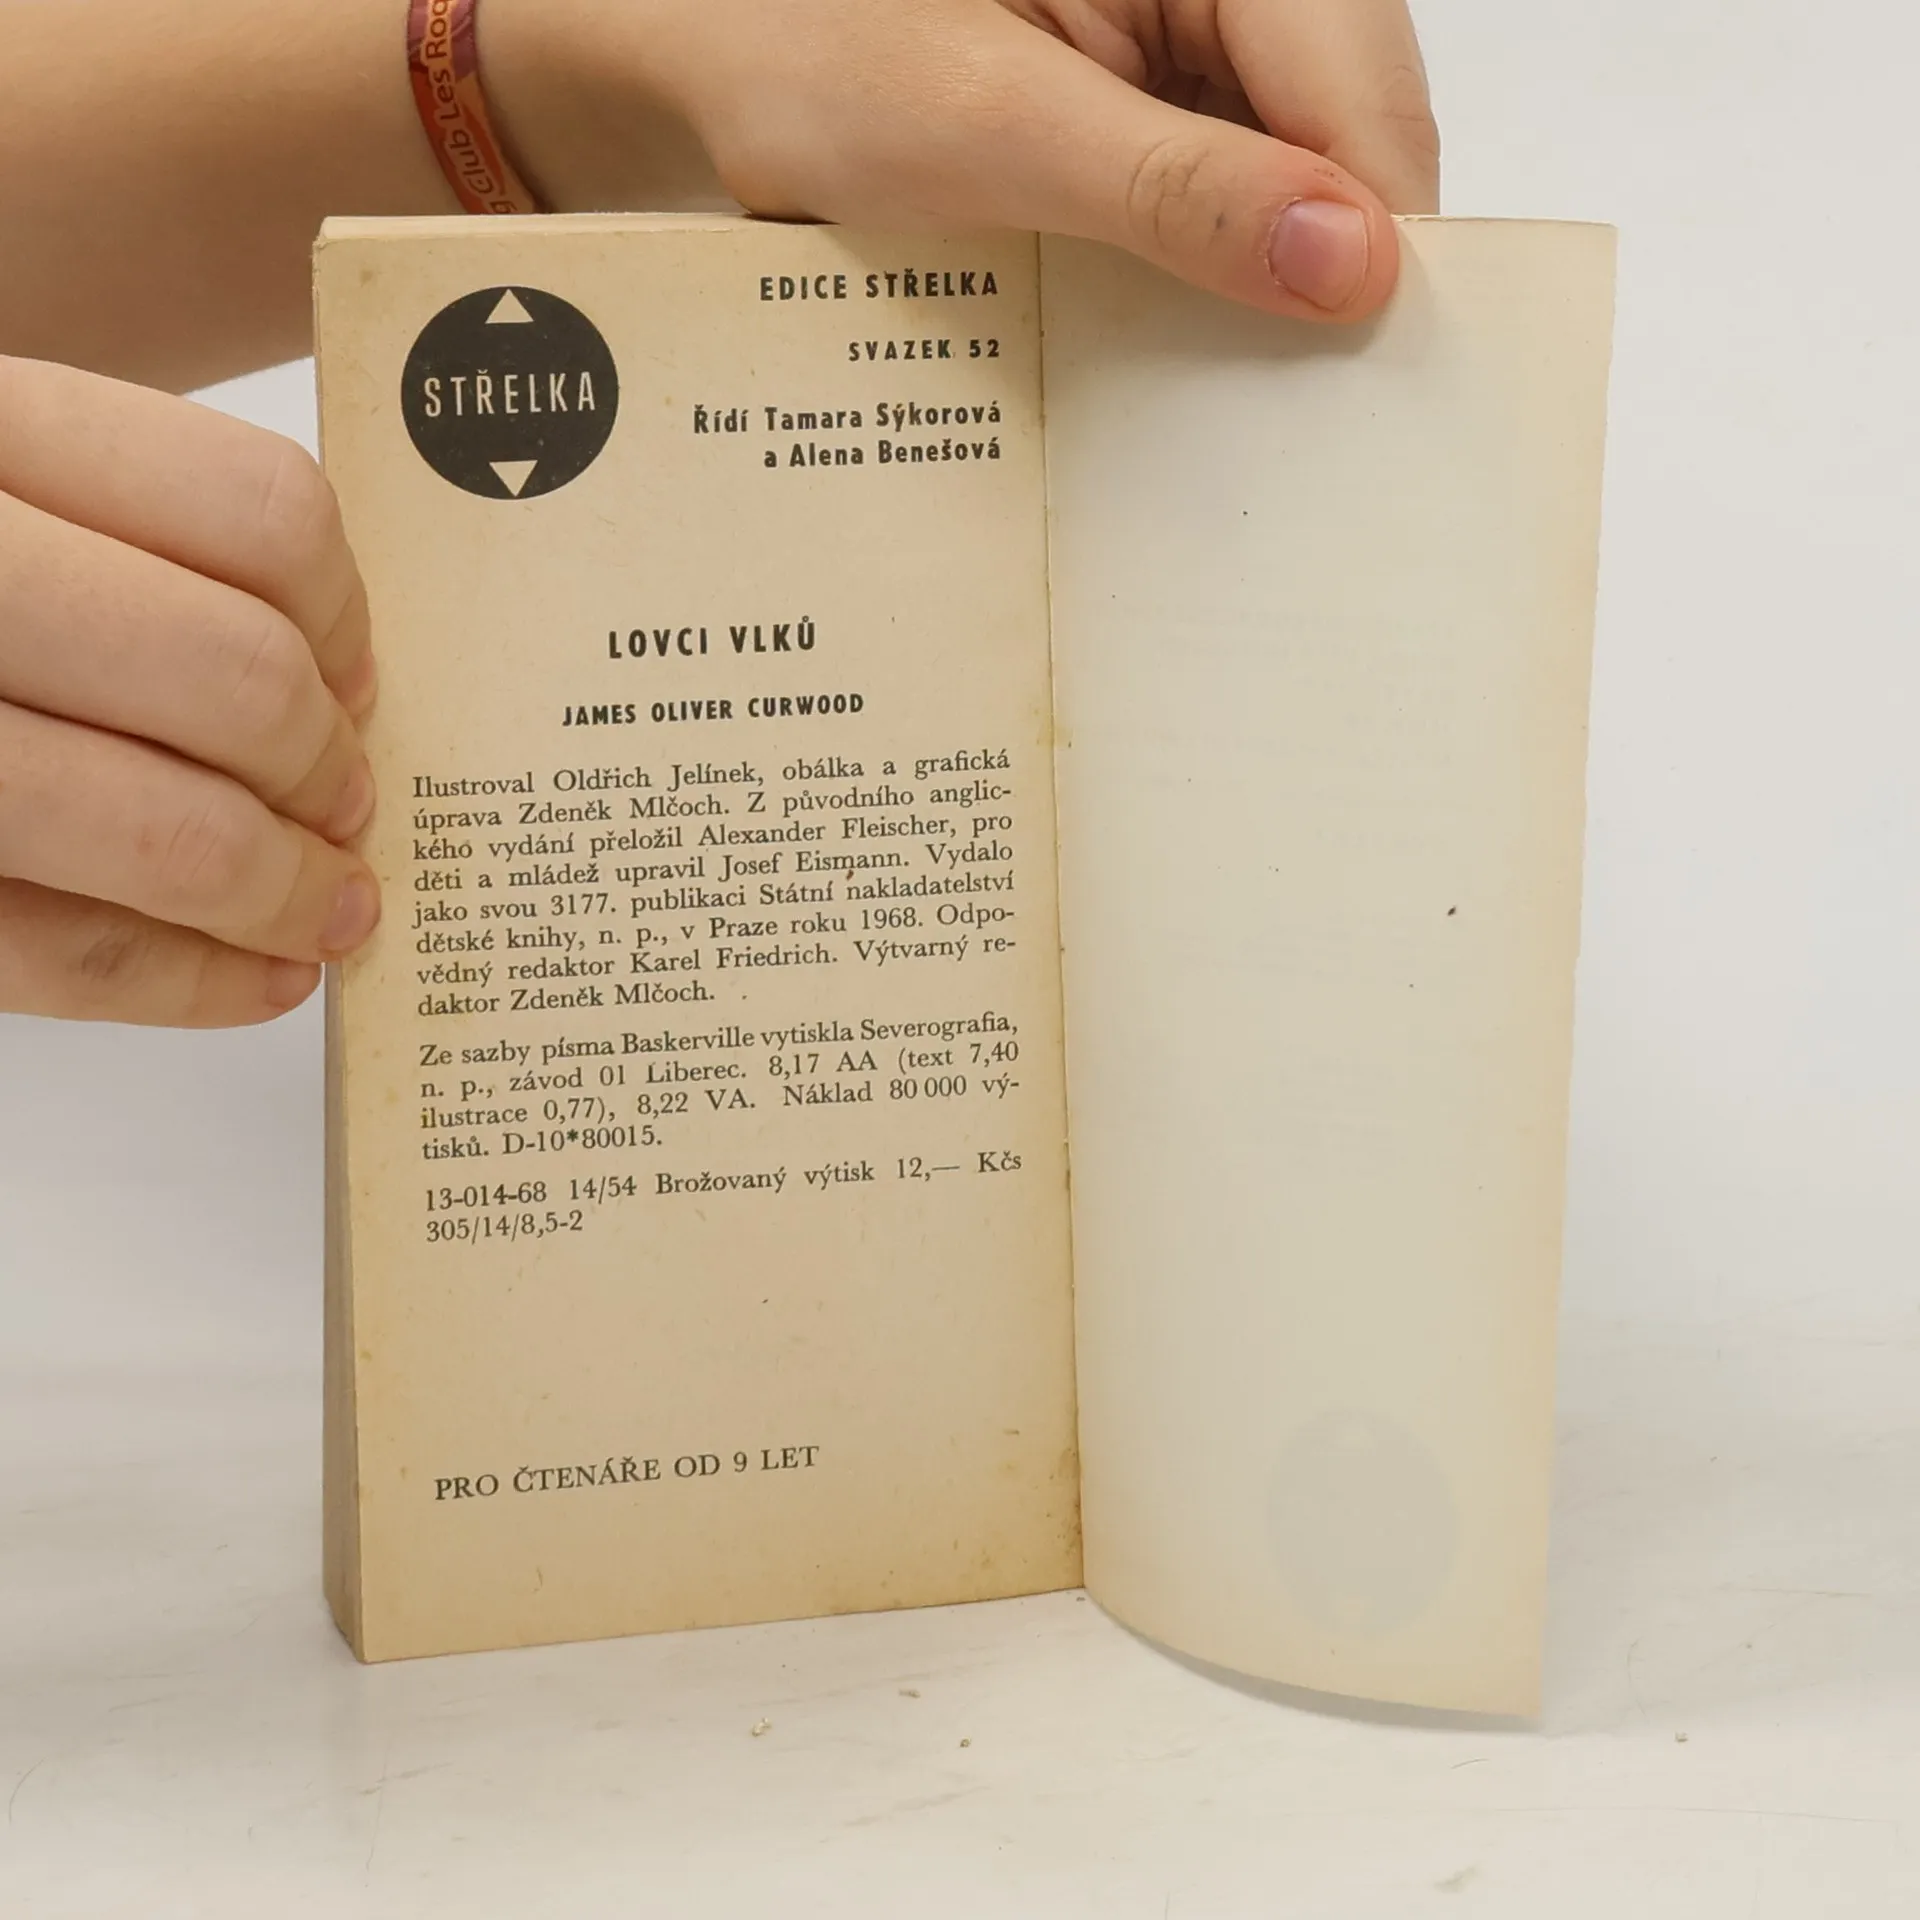 g Club Les Roq
STŘELKA
EDICE STŘELKA
SVAZEK 52
Řídí Tamara Sýkorová
a Alena Benešová
LOVCI VLKŮ
JAMES OLIVER CURWOOD
Ilustroval Oldřich Jelínek, obálka a grafická
úprava Zdeněk Mlčoch. Z původního anglic-
kého vydání přeložil Alexander Fleischer, pro
děti a mládež upravil Josef Eismann. Vydalo
jako svou 3177. publikaci Státní nakladatelství
dětské knihy, n. p., v Praze roku 1968. Odpo-
vědný redaktor Karel Friedrich. Výtvarný re-
daktor Zdeněk Mlčoch.
Ze sazby písma Baskerville vytiskla Severografia,
n. p., závod 01 Liberec. 8,17 AA (text 7,40
ilustrace 0,77), 8,22 VA. Náklad 80 000 vý-
tisků. D-10*80015.
13-014-68 14/54 Brožovaný výtisk 12,— Kčs
305/14/8,5-2
PRO ČTENÁŘE OD 9 LET